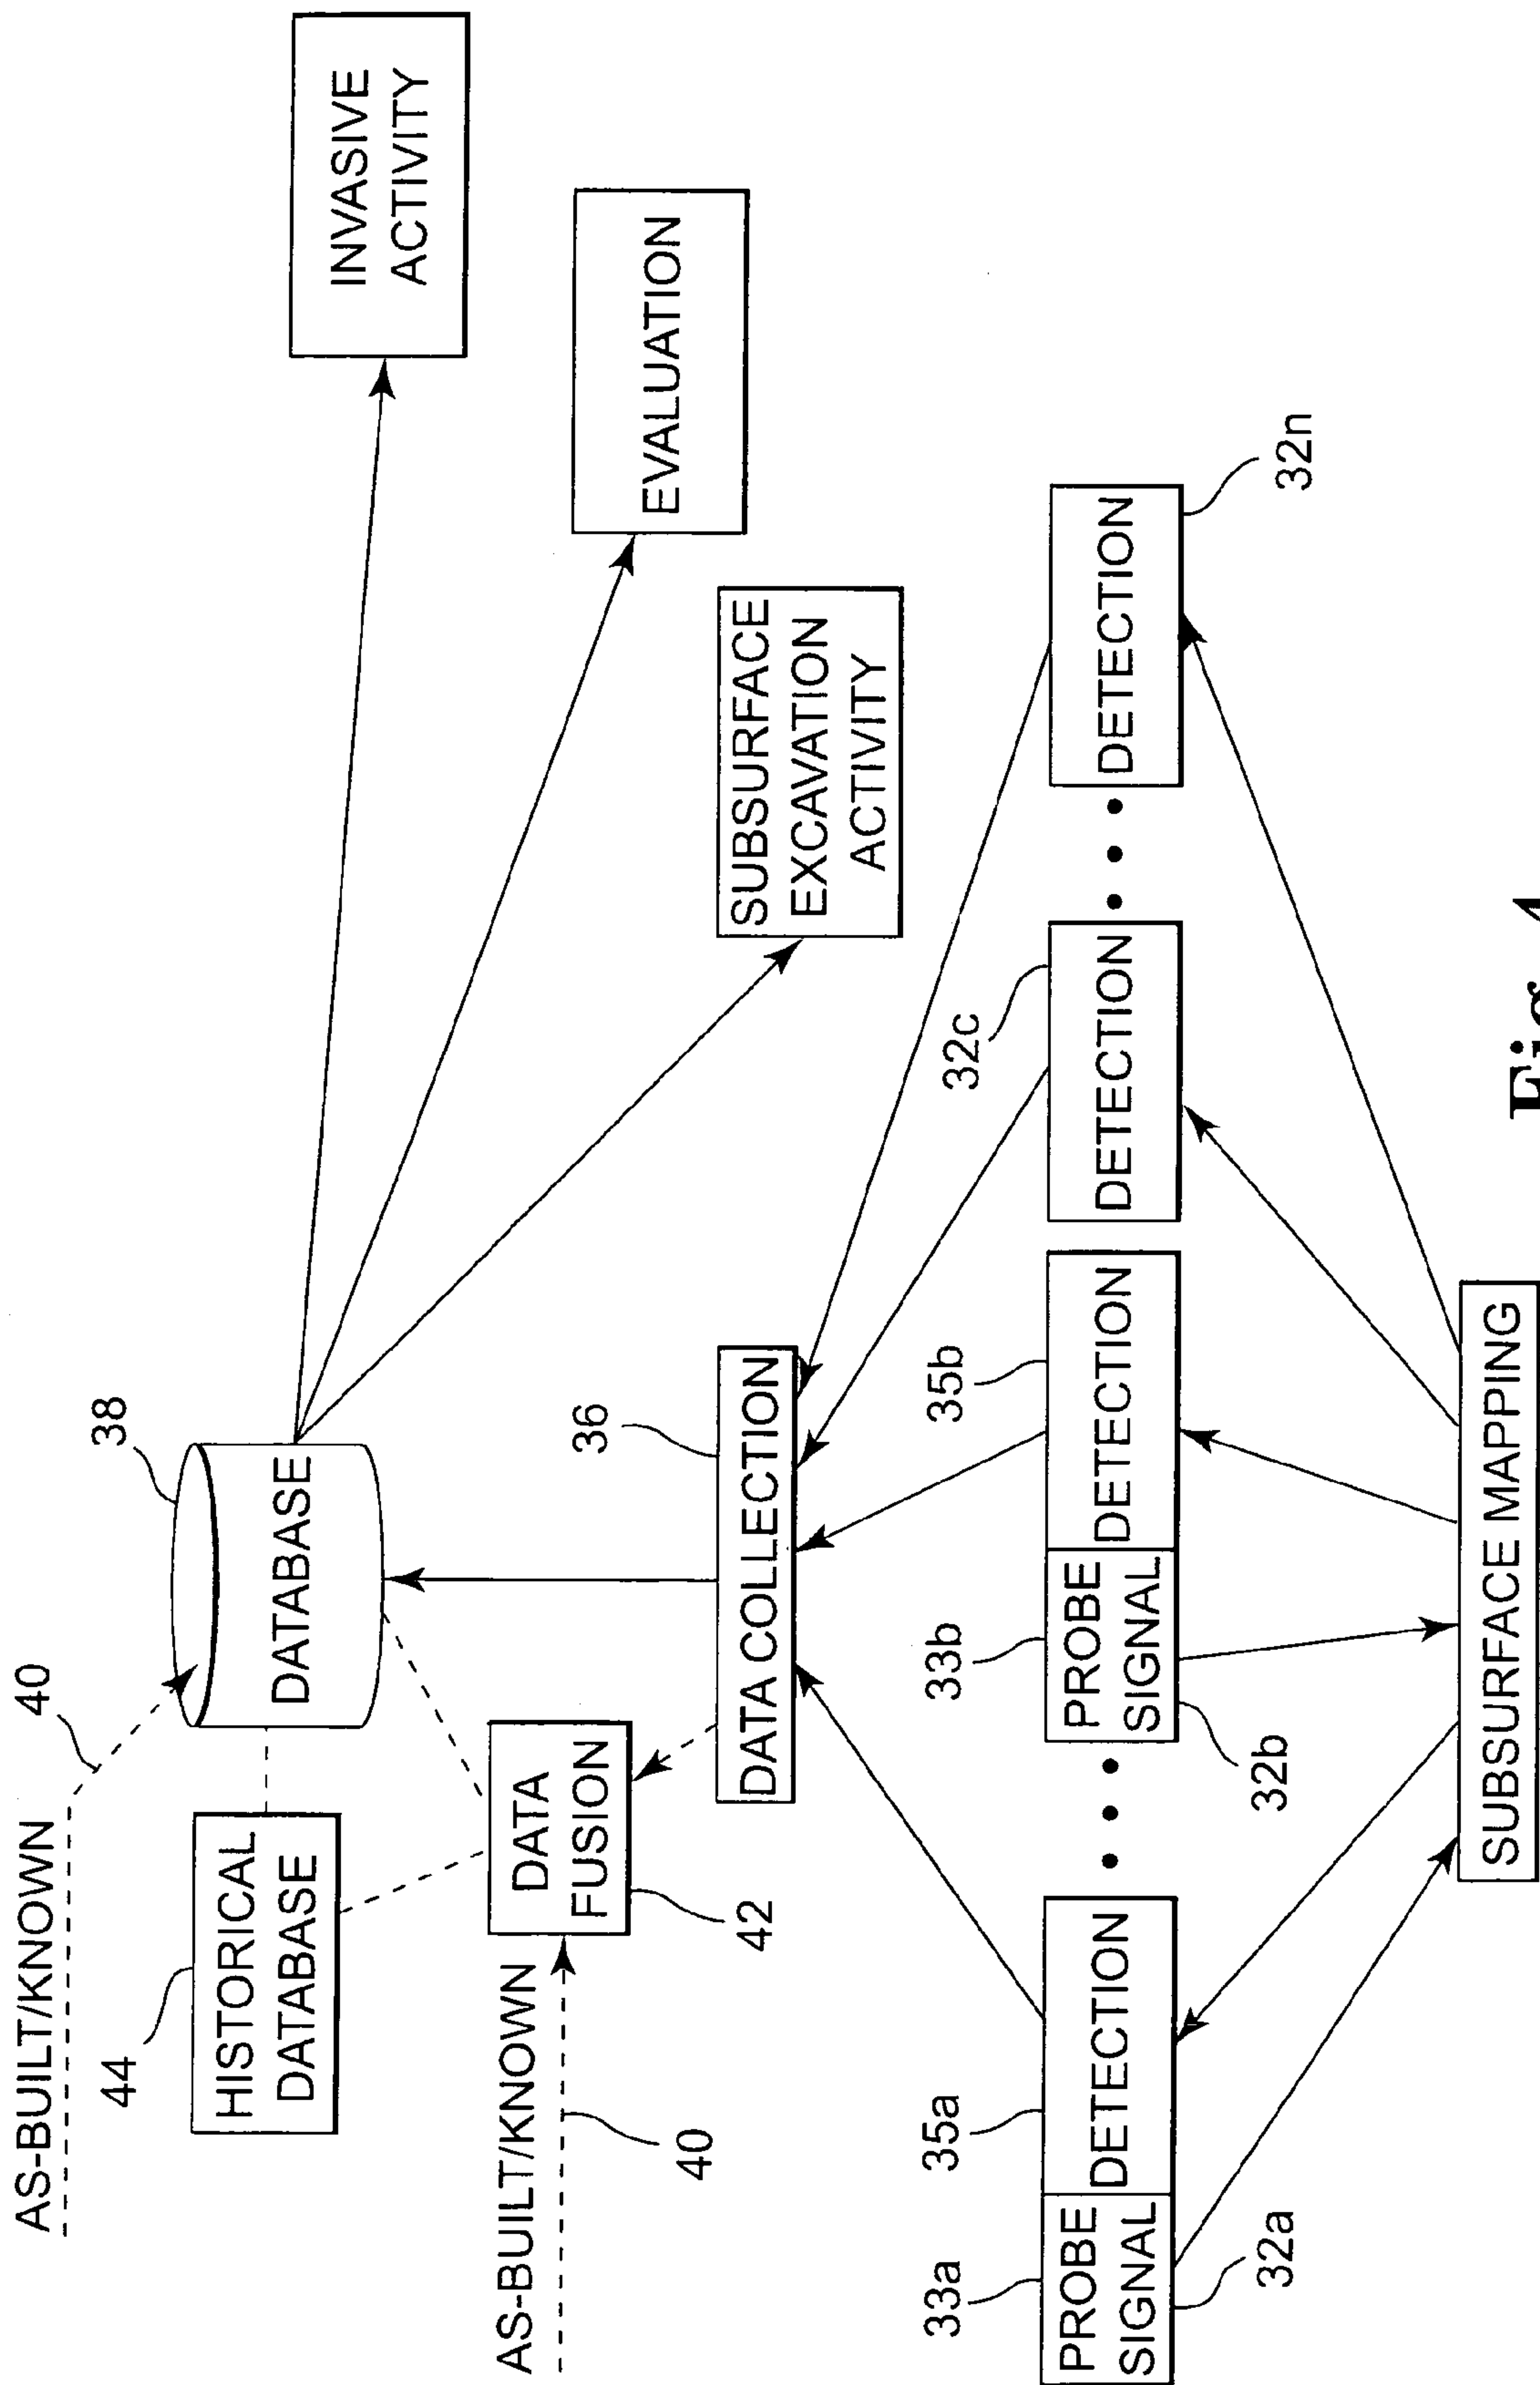 AS-BUILT/KNOWN
40
38
44
HISTORICAL
DATABASE
DATABASE
INVASIVE
ACTIVITY
AS-BUILT/KNOWN
40
DATA
FUSION
42
36
DATA COLLECTION
EVALUATION
SUBSURFACE
EXCAVATION
ACTIVITY
33a
35a
33b
35b
32c
PROBE
SIGNAL
DETECTION
PROBE
SIGNAL
DETECTION
DETECTION
DETECTION
32a
32b
32n
SUBSURFACE MAPPING
Fig. 4